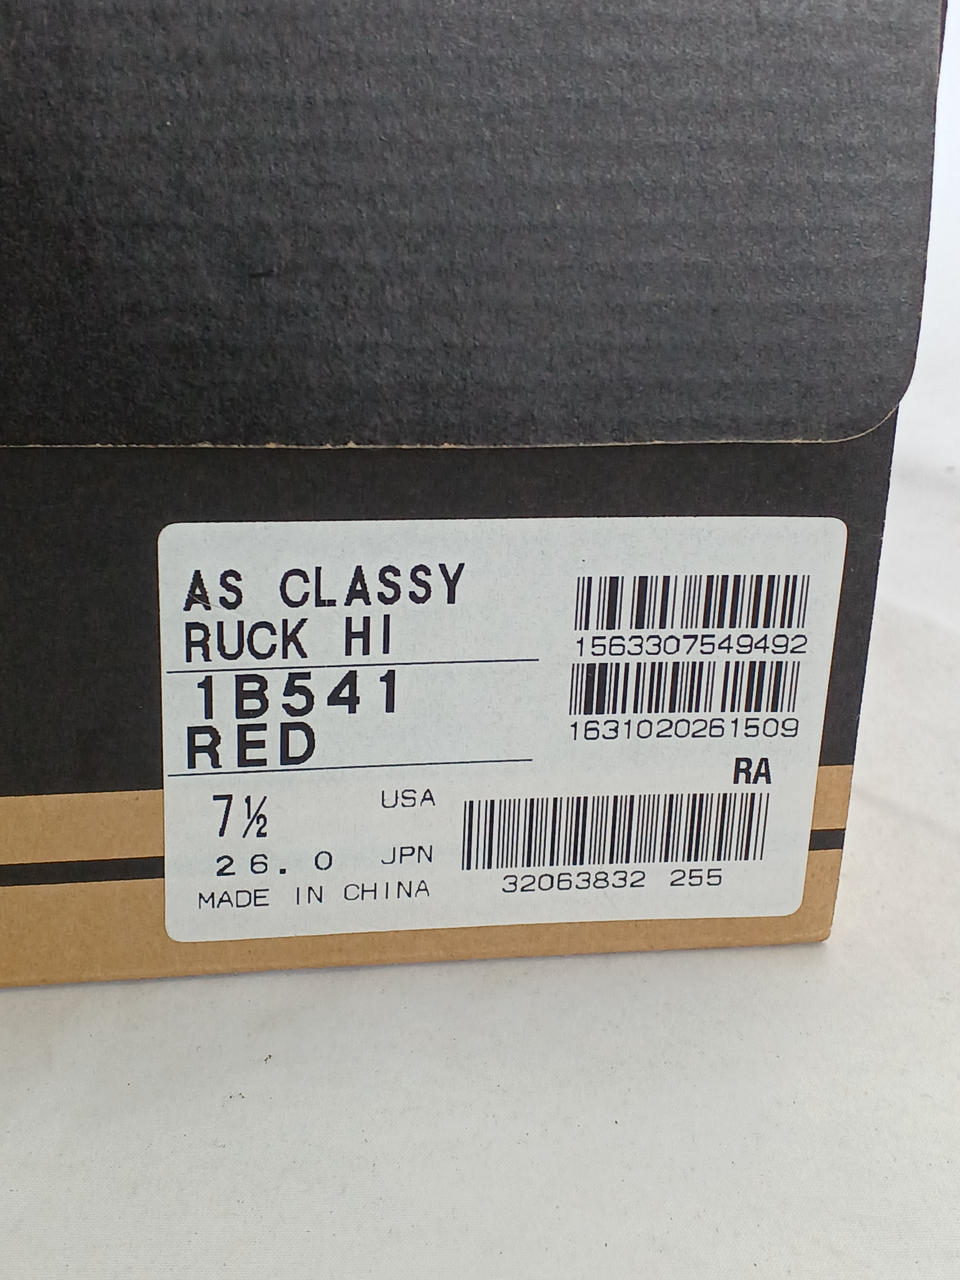 AS CLASSY
RUCK HI
1B541
RED
7½ USA
26.0 JPN
MADE IN CHINA
1563307549492
1631020261509
RA
32063832 255